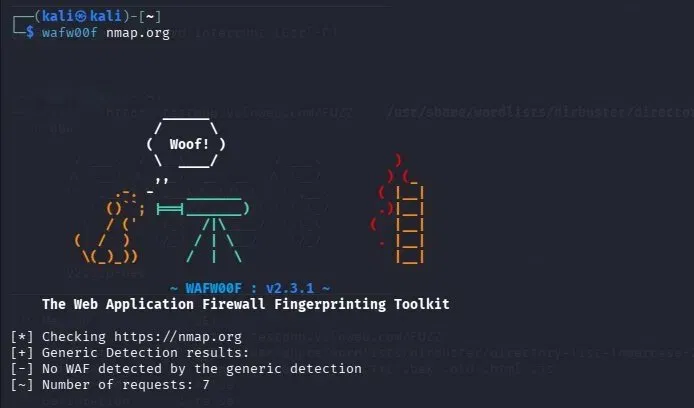 ┌──(kali㉿kali)-[~]
└─$ wafw00f nmap.org
Woof!
~ WAFW00F : v2.3.1 ~
The Web Application Firewall Fingerprinting Toolkit
[*] Checking https://nmap.org
[+] Generic Detection results:
[-] No WAF detected by the generic detection
[~] Number of requests: 7